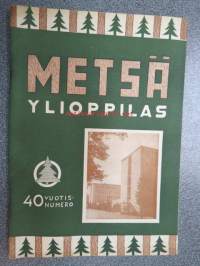 METSÄ
YLIOPPILAS
40 VUOTIS-
NUMERO